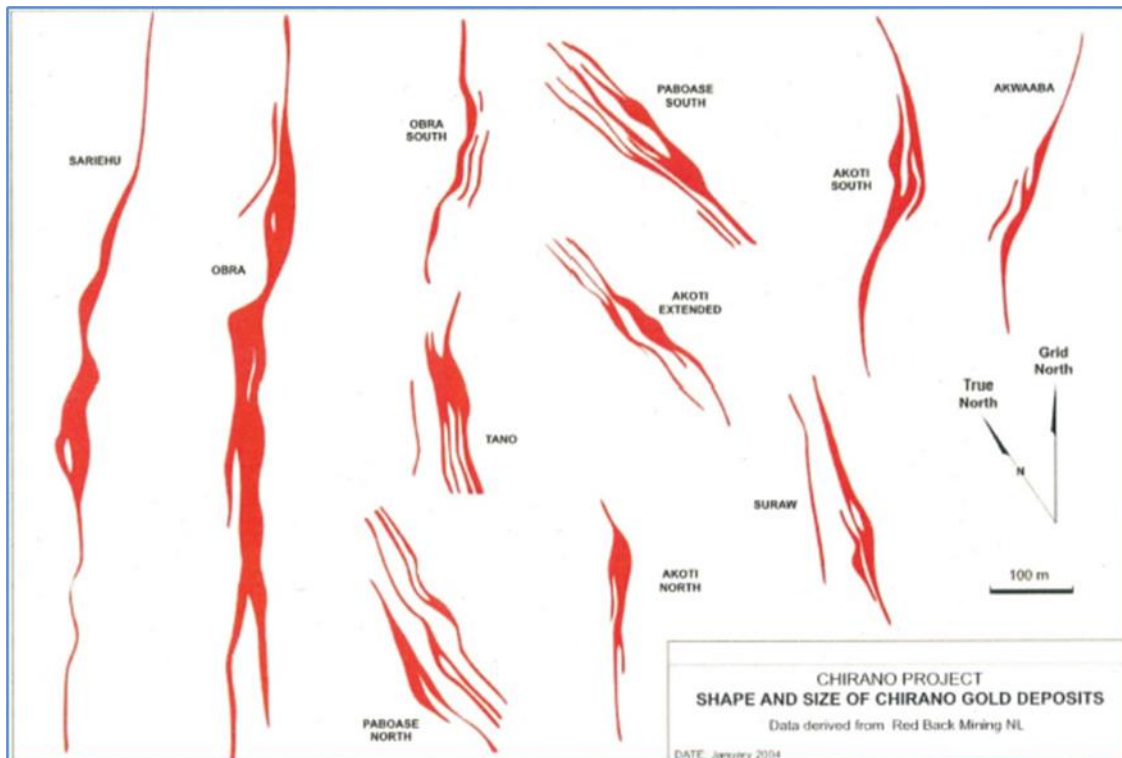 SARIEHU
OBRA
OBRA
SOUTH
TANO
PABOASE
NORTH
PABOASE
SOUTH
AKOTI
EXTENDED
AKOTI
NORTH
AKOTI
SOUTH
SURAW
AKWAABA
Grid
North
True
North
N
100 m
CHIRANO PROJECT
SHAPE AND SIZE OF CHIRANO GOLD DEPOSITS
Data derived from Red Back Mining NL
DATE: January 2004